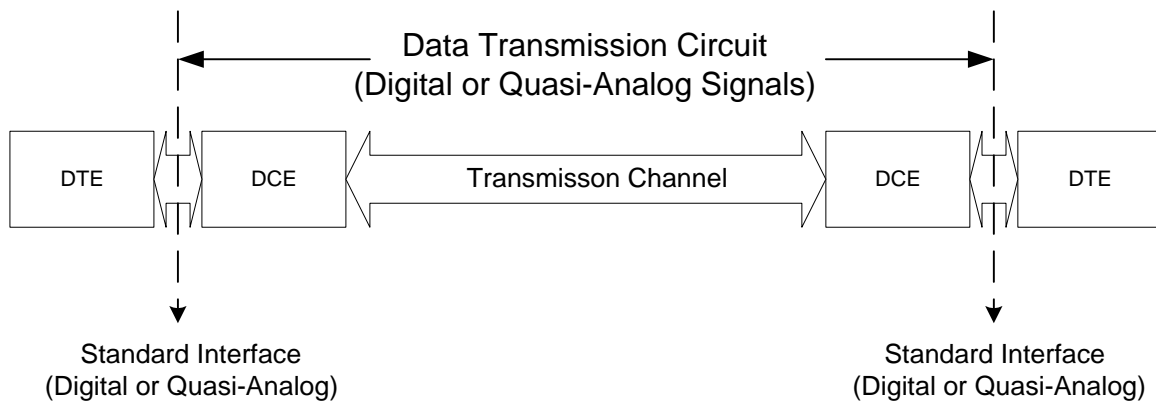 Data Transmission Circuit
(Digital or Quasi-Analog Signals)
DTE
DCE
Transmisson Channel
DCE
DTE
Standard Interface
(Digital or Quasi-Analog)
Standard Interface
(Digital or Quasi-Analog)